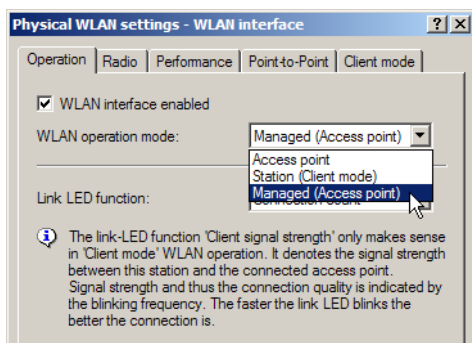 Physical WLAN settings - WLAN interface
Operation Radio Performance Point-to-Point Client mode
WLAN interface enabled
WLAN operation mode: Managed (Access point)
Access point
Station (Client mode)
Managed (Access point)
Link LED function: Connection count
The link-LED function 'Client signal strength' only makes sense
in 'Client mode' WLAN operation. It denotes the signal strength
between this station and the connected access point.
Signal strength and thus the connection quality is indicated by
the blinking frequency. The faster the link LED blinks the
better the connection is.